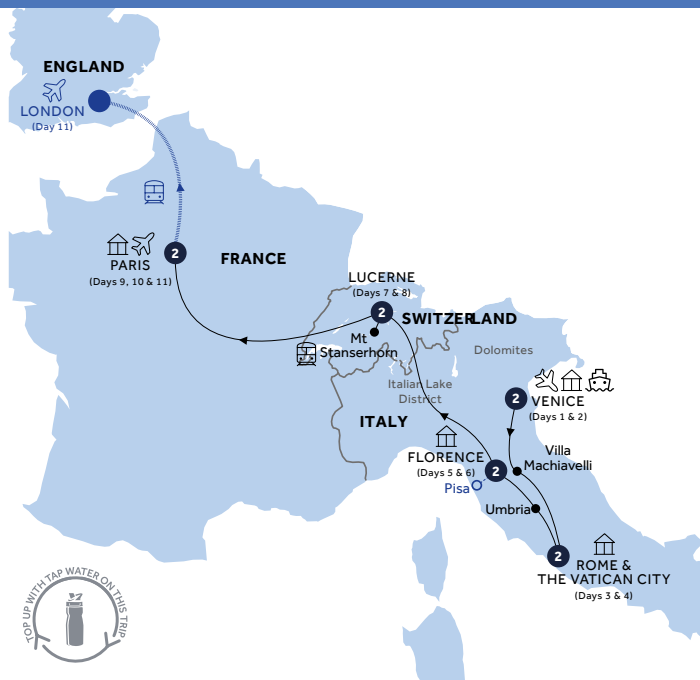 ENGLAND
LONDON
(Day 11)
2
PARIS
(Days 9, 10 & 11)
FRANCE
LUCERNE
(Days 7 & 8)
2
SWITZERLAND
Mt
Stanserhorn
Dolomites
Italian Lake
District
ITALY
2
VENICE
(Days 1 & 2)
FLORENCE
(Days 5 & 6)
2
Pisa
Villa
Machiavelli
Umbria
2
ROME &
THE VATICAN CITY
(Days 3 & 4)
TOP UP WITH TAP WATER ON THIS TRIP